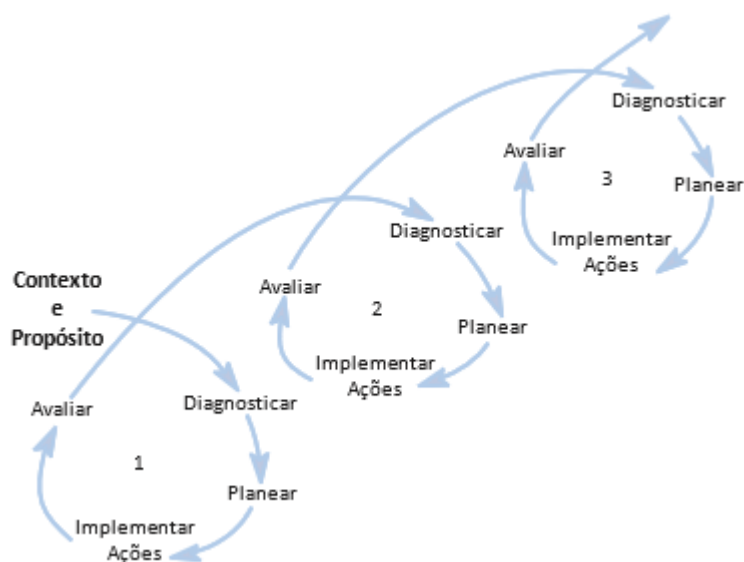 Diagnosticar
Avaliar
3
Planear
Implementar
Ações
Diagnosticar
Avaliar
2
Planear
Implementar
Ações
Contexto
e
Propósito
Avaliar
Diagnosticar
1
Planear
Implementar
Ações